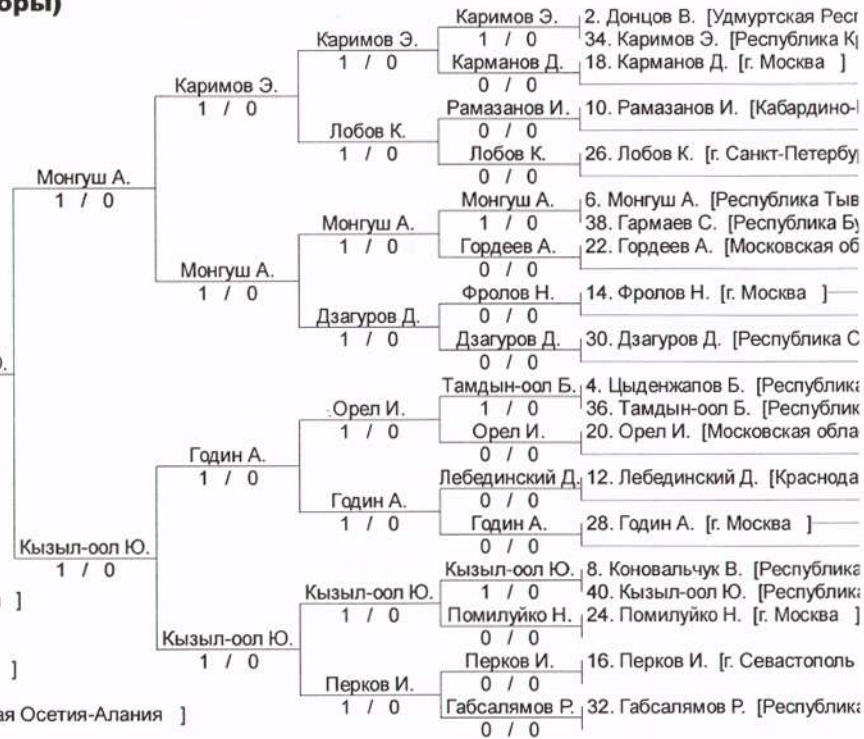 оры)
Каримов Э. 2. Донцов В. [Удмуртская Рес
Каримов Э. 1 / 0 34. Каримов Э. [Республика К
1 / 0 Карманов Д. 18. Карманов Д. [г. Москва ]
0 / 0
Каримов Э.
1 / 0 Рамазанов И. 10. Рамазанов И. [Кабардино-
Лобов К. 0 / 0
1 / 0 Лобов К. 26. Лобов К. [г. Санкт-Петербу
0 / 0
Монгуш А.
1 / 0 Монгуш А. 6. Монгуш А. [Республика Тыв
Монгуш А. 1 / 0 38. Гармаев С. [Республика Бу
1 / 0 Гордеев А. 22. Гордеев А. [Московская об
0 / 0
Монгуш А.
1 / 0 Фролов Н. 14. Фролов Н. [г. Москва ]
Дзагуров Д. 0 / 0
1 / 0 Дзагуров Д. 30. Дзагуров Д. [Республика С
0 / 0
Тамдын-оол Б. 4. Цыденжапов Б. [Республика
Орел И. 1 / 0 36. Тамдын-оол Б. [Республик
1 / 0 Орел И. 20. Орел И. [Московская обла
0 / 0
Годин А.
1 / 0 Лебединский Д. 12. Лебединский Д. [Краснода
Годин А. 0 / 0
1 / 0 Годин А. 28. Годин А. [г. Москва ]
0 / 0
Кызыл-оол Ю.
1 / 0 Кызыл-оол Ю. 8. Коновальчук В. [Республика
Кызыл-оол Ю. 1 / 0 40. Кызыл-оол Ю. [Республика
] 1 / 0 Помилуйко Н. 24. Помилуйко Н. [г. Москва ]
0 / 0
Кызыл-оол Ю.
1 / 0 Перков И. 16. Перков И. [г. Севастополь
] Перков И. 0 / 0
1 / 0 Габсалямов Р. 32. Габсалямов Р. [Республика
ая Осетия-Алания ] 0 / 0